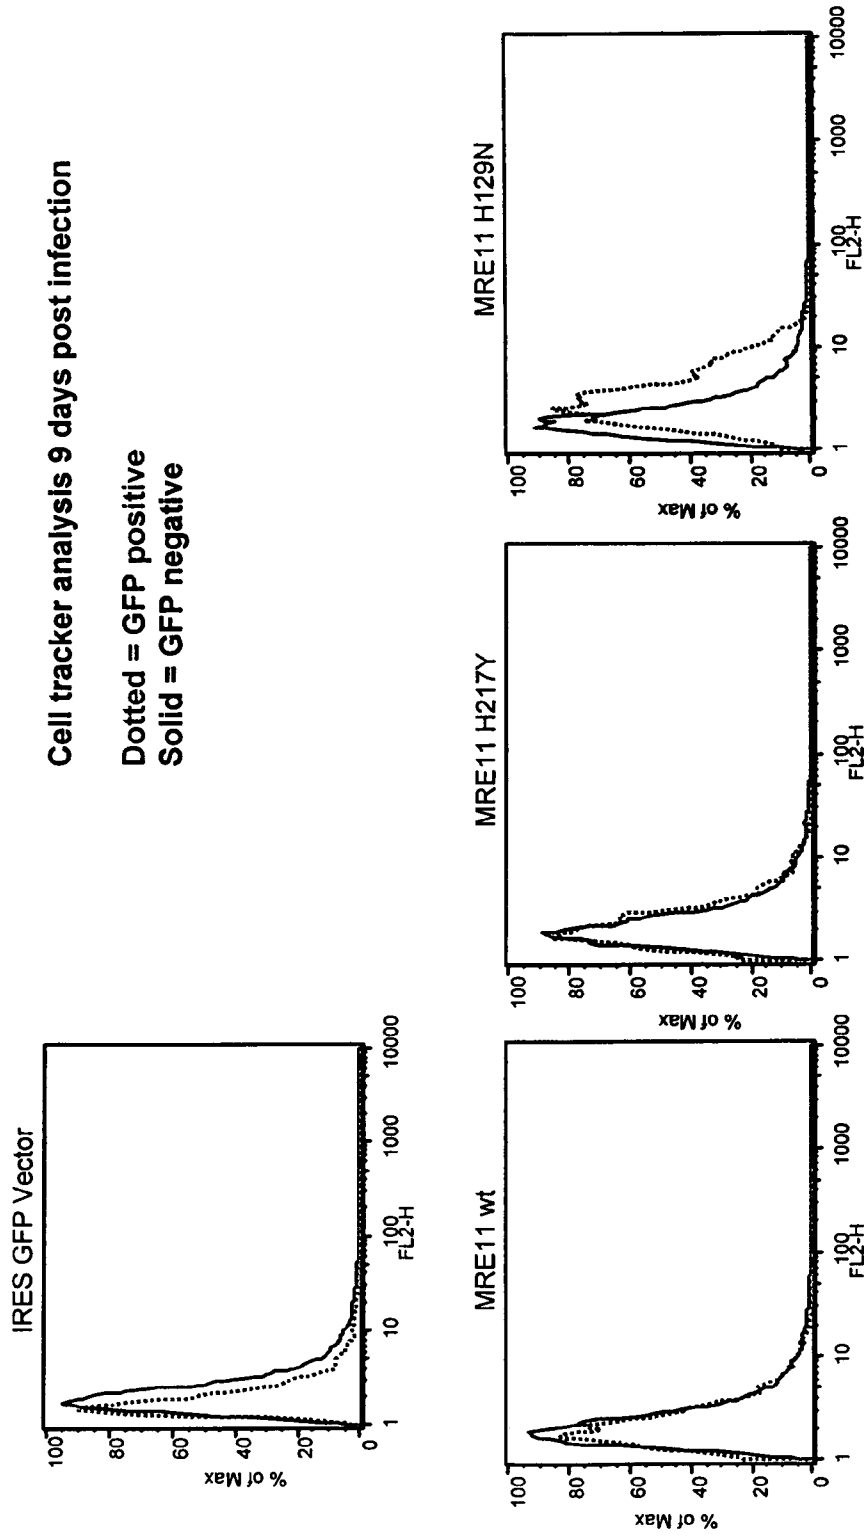 Cell tracker analysis 9 days post infection
Dotted = GFP positive
Solid = GFP negative
IRES GFP Vector
% of Max
100
80
60
40
20
0
1
10
100
1000
10000
FL2-H
MRE11 wt
% of Max
100
80
60
40
20
0
1
10
100
1000
10000
FL2-H
MRE11 H217Y
% of Max
100
80
60
40
20
0
1
10
100
1000
10000
FL2-H
MRE11 H129N
% of Max
100
80
60
40
20
0
1
10
100
1000
10000
FL2-H